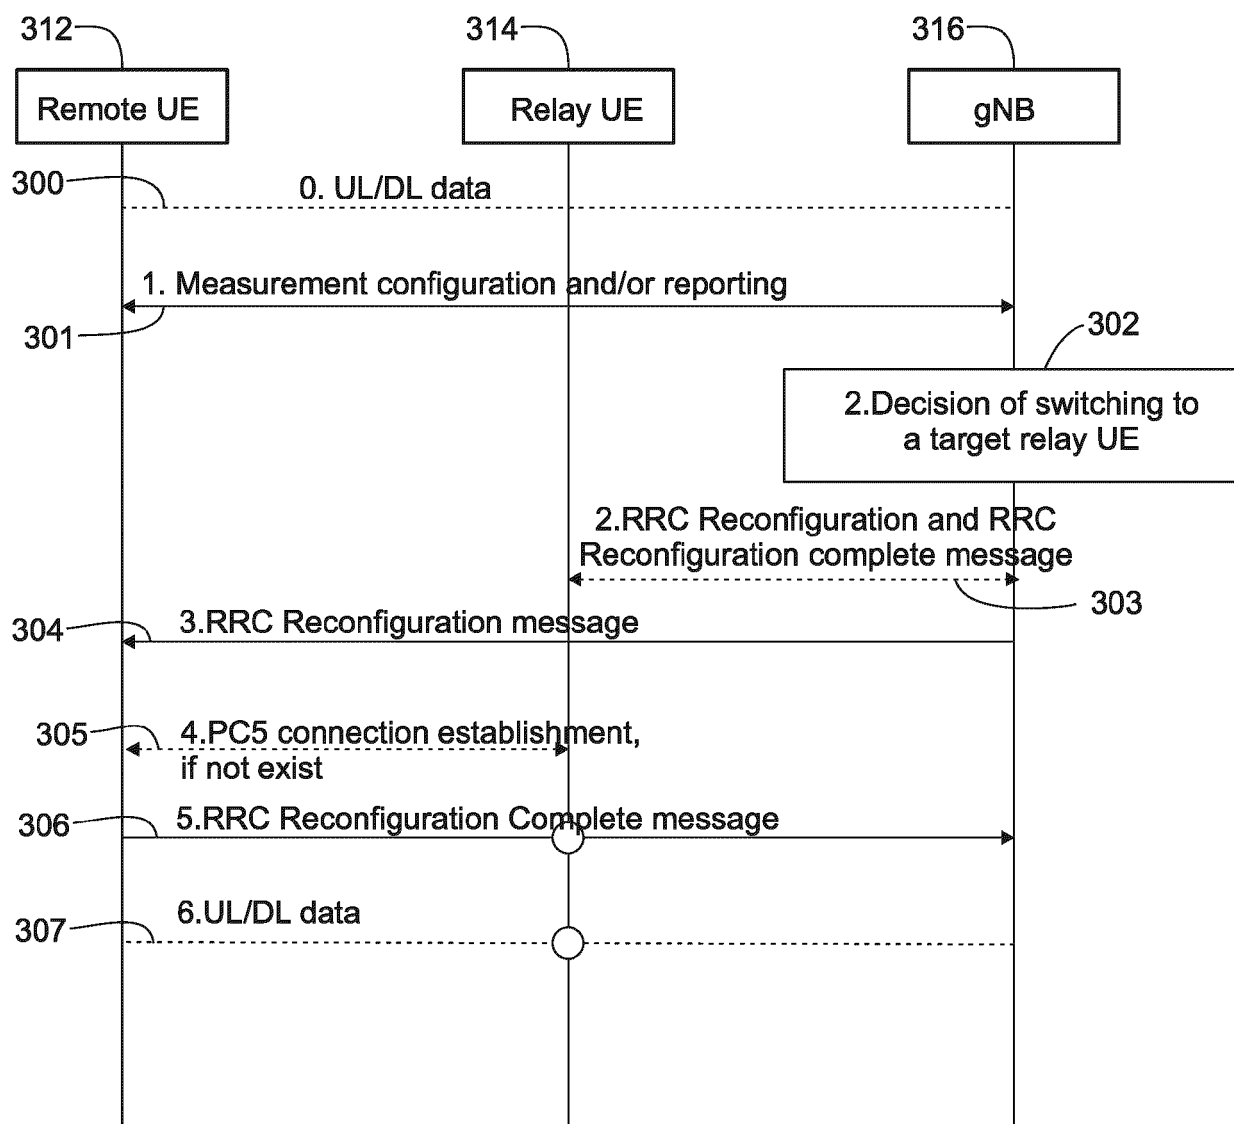 312
314
316
Remote UE
Relay UE
gNB
300
0. UL/DL data
1. Measurement configuration and/or reporting
301
302
2.Decision of switching to
a target relay UE
2.RRC Reconfiguration and RRC
Reconfiguration complete message
303
304
3.RRC Reconfiguration message
305
4.PC5 connection establishment,
if not exist
306
5.RRC Reconfiguration Complete message
307
6.UL/DL data